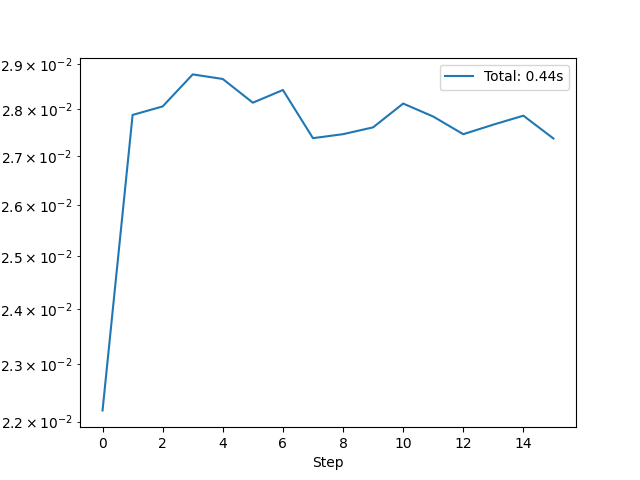 Total: 0.44s
2.9 × 10⁻²
2.8 × 10⁻²
2.7 × 10⁻²
2.6 × 10⁻²
2.5 × 10⁻²
2.4 × 10⁻²
2.3 × 10⁻²
2.2 × 10⁻²
0 2 4 6 8 10 12 14
Step